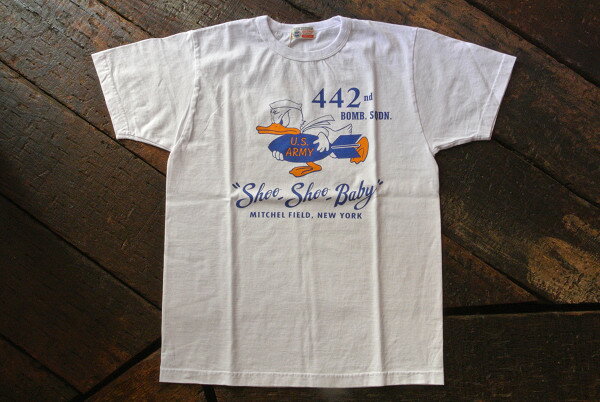 442nd
BOMB. SQDN.
U.S.
ARMY
"Shoo-Shoo-Baby"
MITCHEL FIELD, NEW YORK